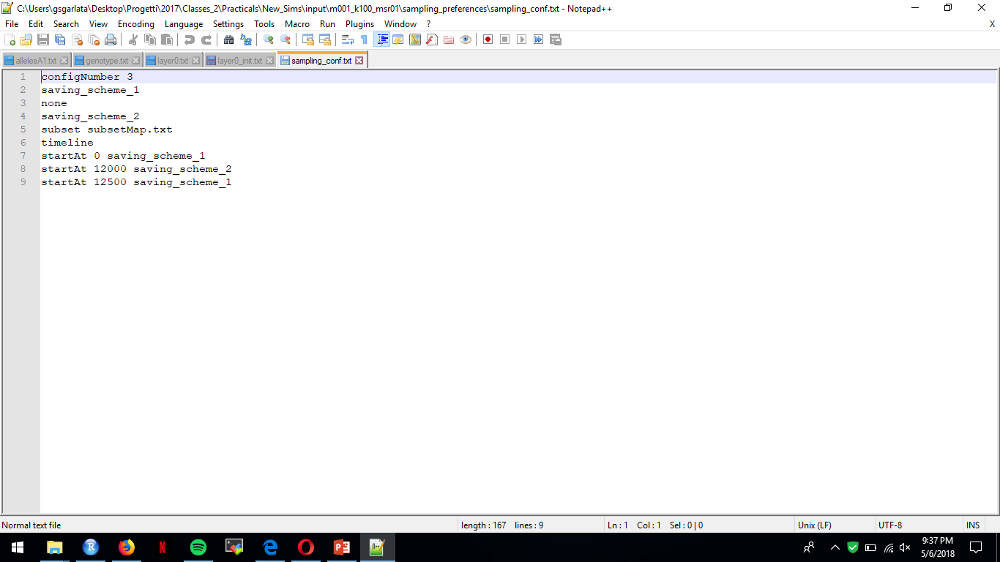 C:\Users\gsgarlata\Desktop\Progetti\2017\Classes_2\Practicals\New_Sims\input\m001_k100_msr01\sampling_preferences\sampling_conf.txt - Notepad++
File Edit Search View Encoding Language Settings Tools Macro Run Plugins Window ? X
allelesA1.txt genotype.txt layer0.txt layer0_init.txt sampling_conf.txt
1 configNumber 3
2 saving_scheme_1
3 none
4 saving_scheme_2
5 subset subsetMap.txt
6 timeline
7 startAt 0 saving_scheme_1
8 startAt 12000 saving_scheme_2
9 startAt 12500 saving_scheme_1
Normal text file length : 167 lines : 9 Ln : 1 Col : 1 Sel : 0 | 0 Unix (LF) UTF-8 INS
9:37 PM
5/6/2018